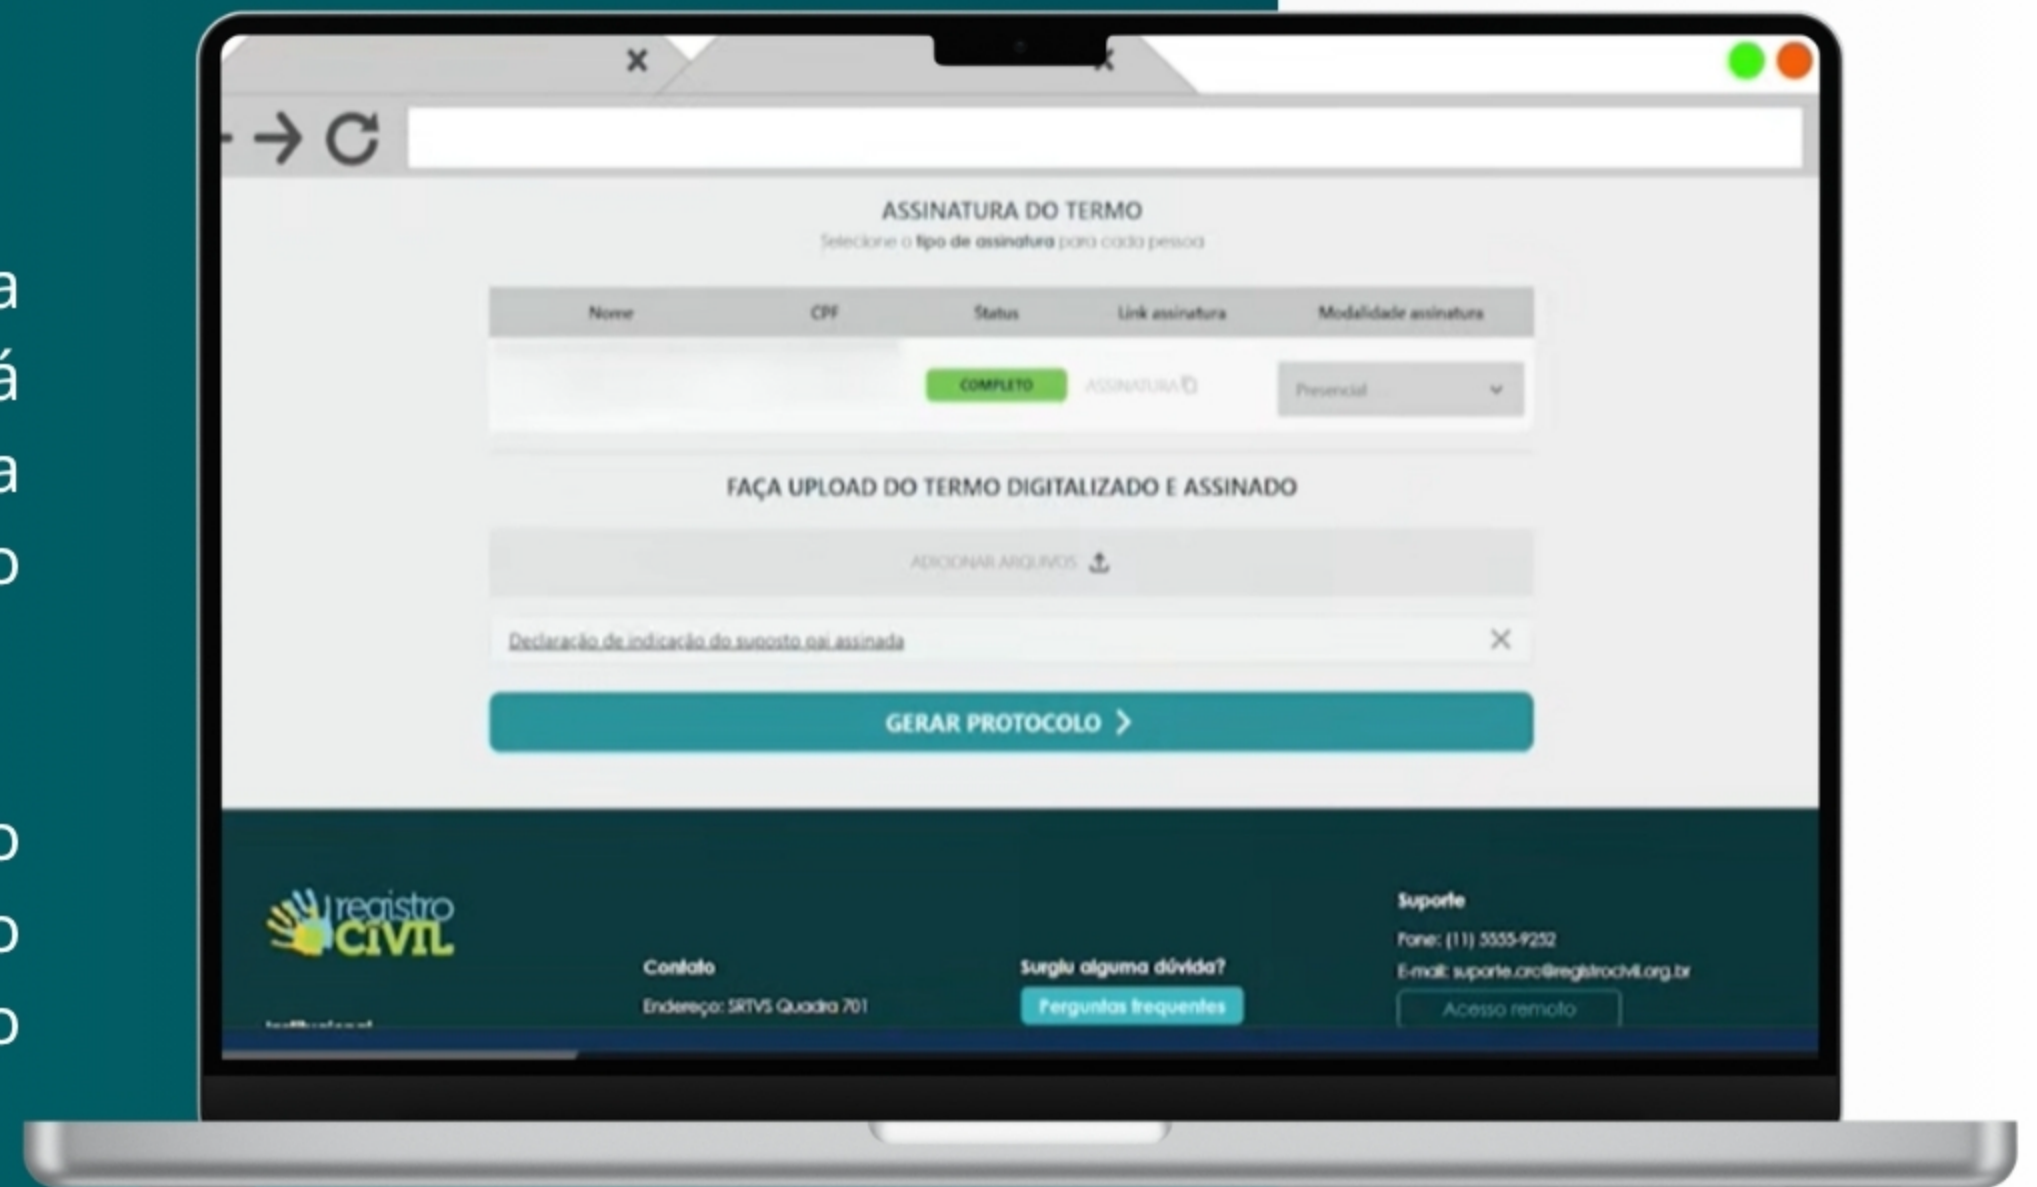 a
á
a
o
o
o
o
ASSINATURA DO TERMO
Selecione o tipo de assinatura para cada pessoa
Nome CPF Status Link assinatura Modalidade assinatura
COMPLETO ASSINATURA Presencial
FAÇA UPLOAD DO TERMO DIGITALIZADO E ASSINADO
ADICIONAR ARQUIVOS
Declaração de indicação do suposto pai assinada
GERAR PROTOCOLO
registro
CIVIL
Institucional
Contato
Endereço: SRTVS Quadra 701
Surgiu alguma dúvida?
Perguntas frequentes
Suporte
Fone: (11) 5555-9252
E-mail: suporte.crc@registrocivil.org.br
Acesso remoto